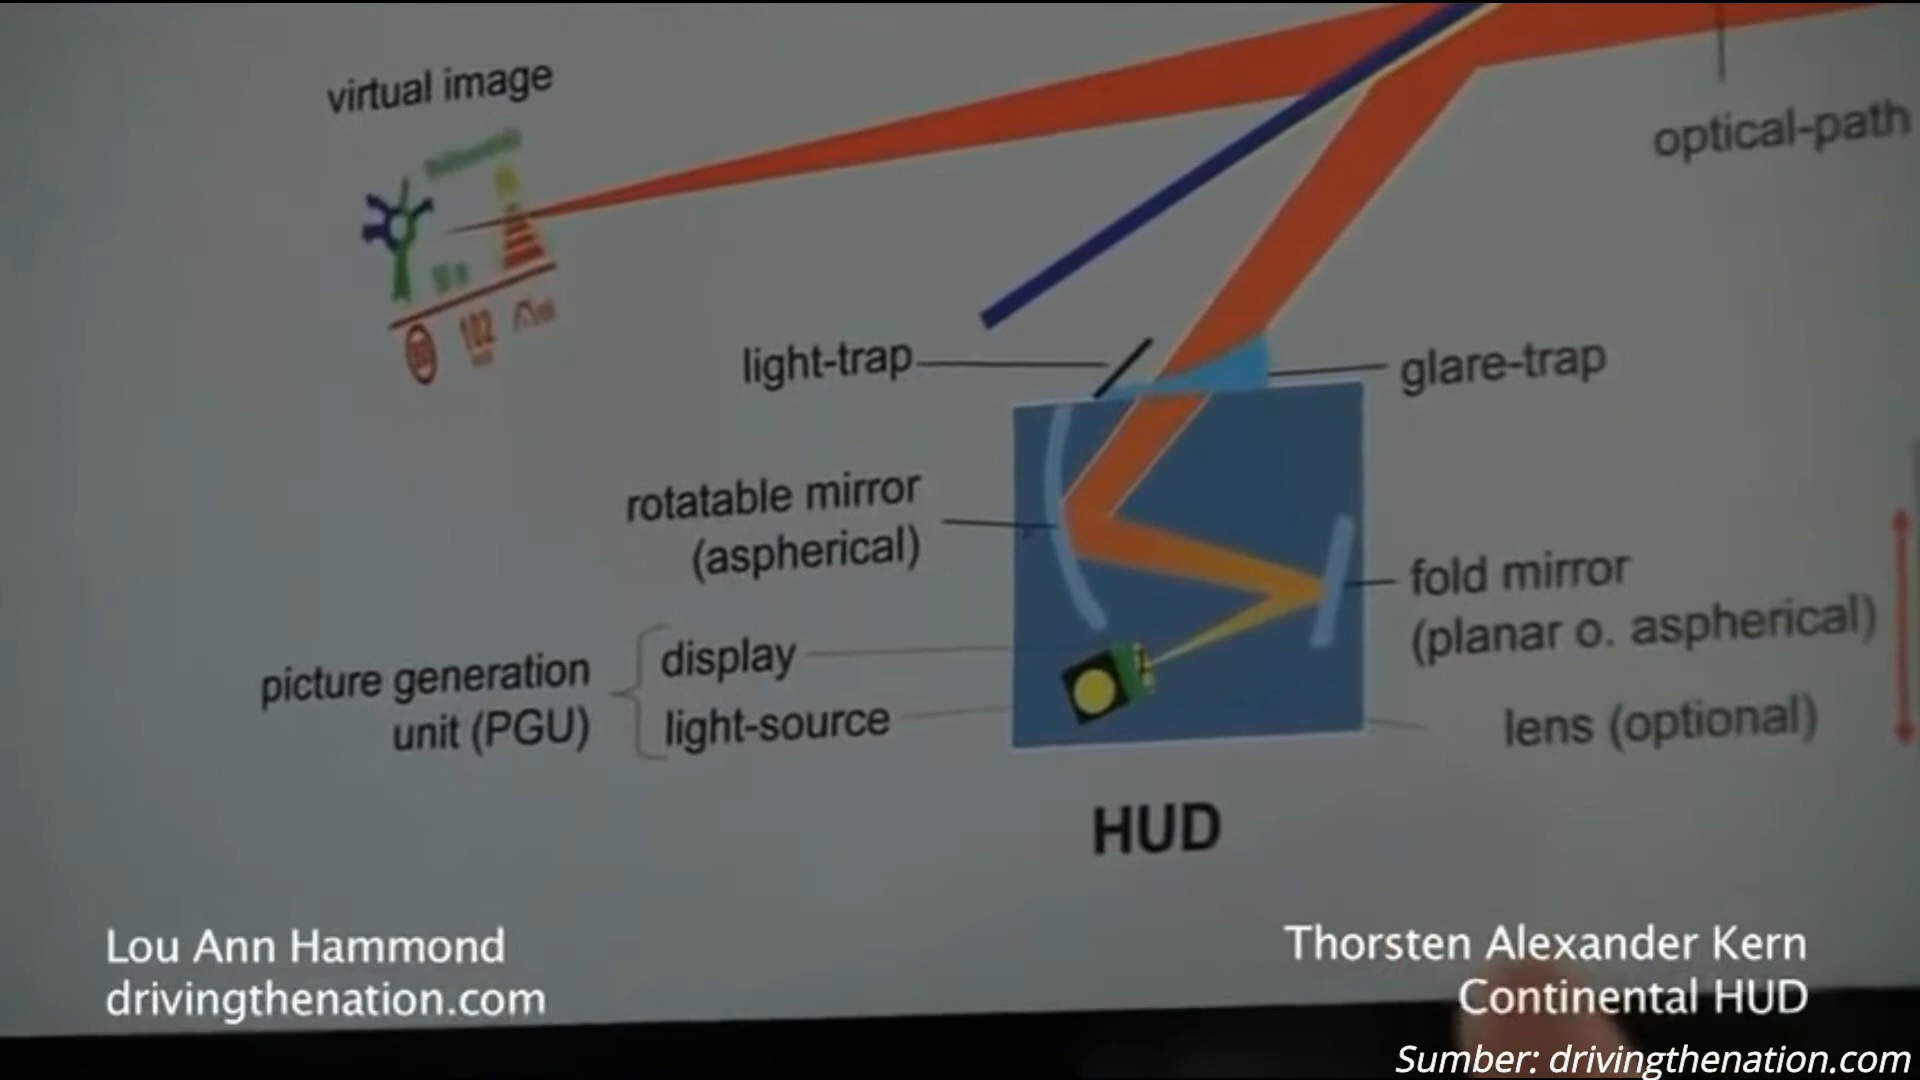 virtual image
optical-path
102
light-trap
glare-trap
rotatable mirror
(aspherical)
fold mirror
(planar o. aspherical)
picture generation
unit (PGU)
display
light-source
lens (optional)
HUD
Lou Ann Hammond
drivingthenation.com
Thorsten Alexander Kern
Continental HUD
Sumber: drivingthenation.com